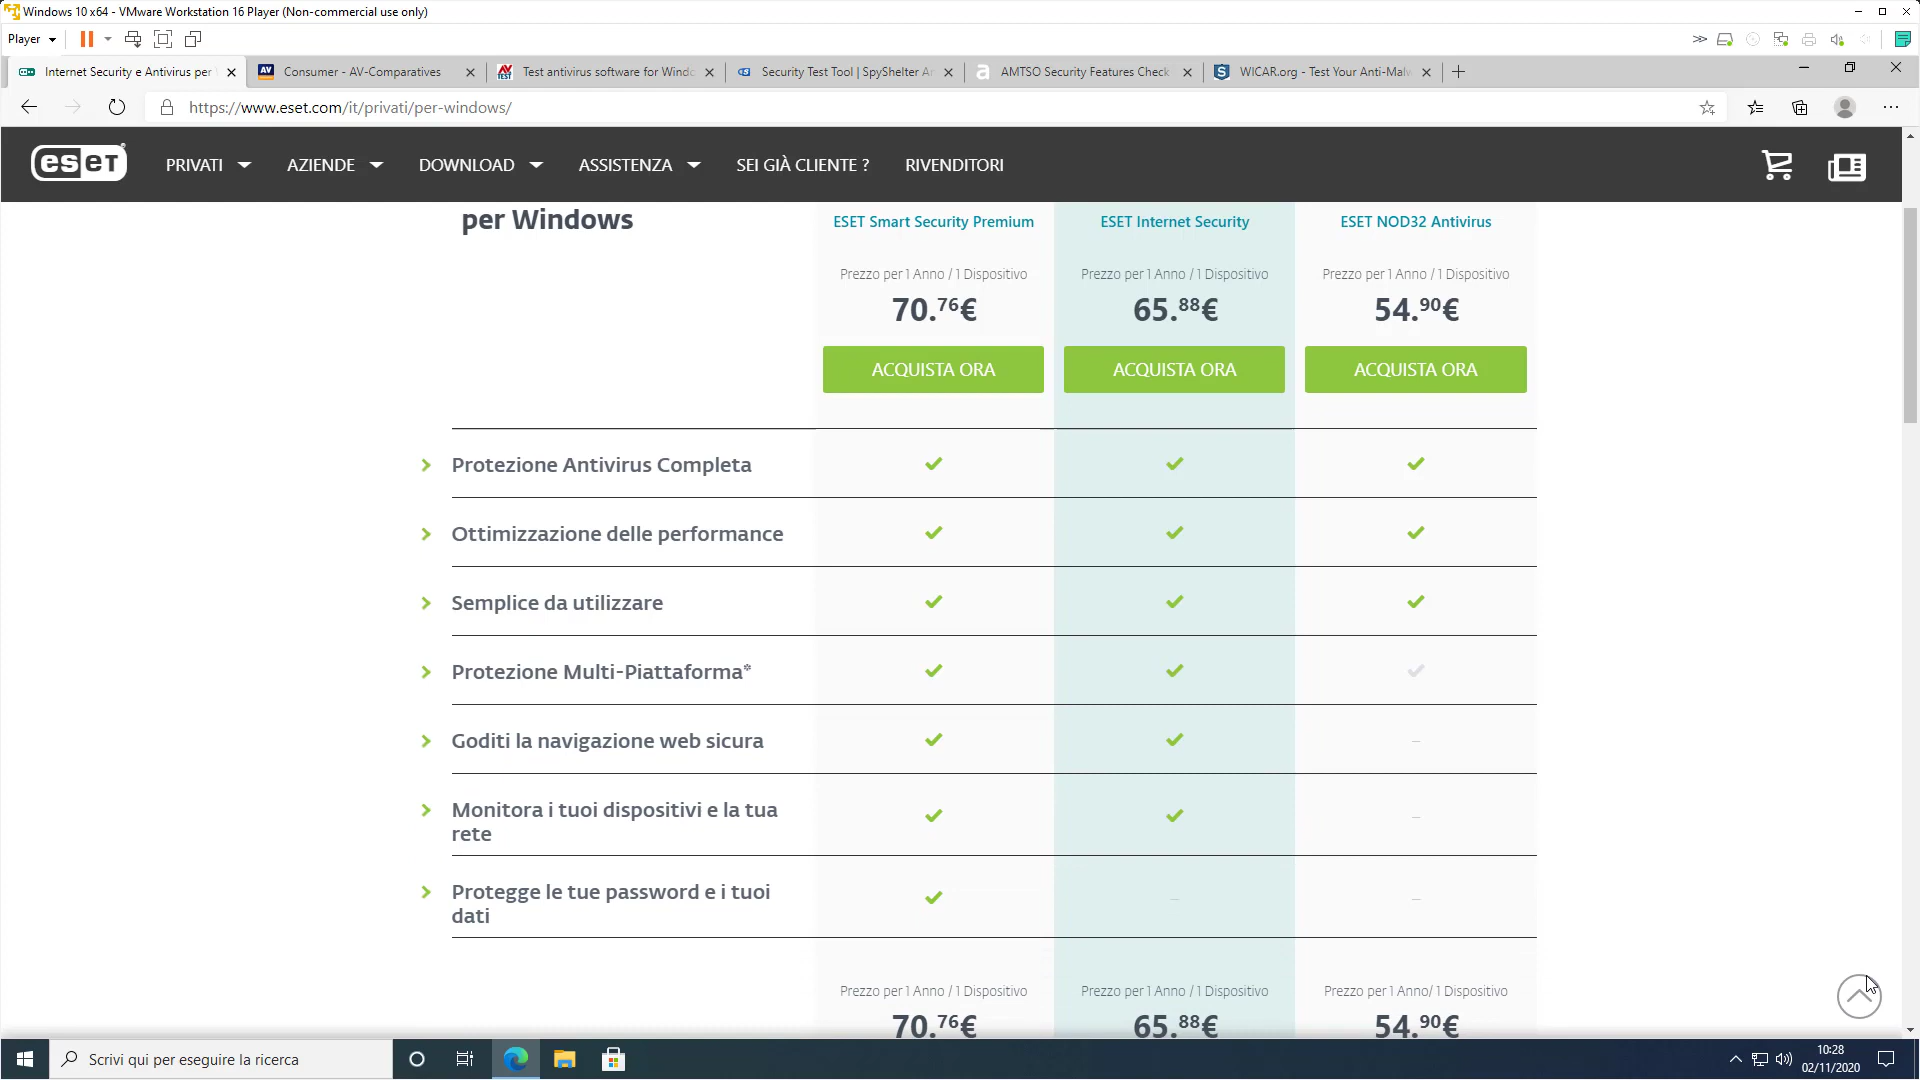 Windows 10 x64 - VMware Workstation 16 Player (Non-commercial use only)
Player
Internet Security e Antivirus per
Consumer - AV-Comparatives
Test antivirus software for Windo
Security Test Tool | SpyShelter An
AMTSO Security Features Check
WICAR.org - Test Your Anti-Malw
https://www.eset.com/it/privati/per-windows/
eset
PRIVATI
AZIENDE
DOWNLOAD
ASSISTENZA
SEI GIÀ CLIENTE ?
RIVENDITORI
per Windows
ESET Smart Security Premium
ESET Internet Security
ESET NOD32 Antivirus
Prezzo per 1 Anno / 1 Dispositivo
Prezzo per 1 Anno / 1 Dispositivo
Prezzo per 1 Anno / 1 Dispositivo
70.76€
65.88€
54.90€
ACQUISTA ORA
ACQUISTA ORA
ACQUISTA ORA
Protezione Antivirus Completa
Ottimizzazione delle performance
Semplice da utilizzare
Protezione Multi-Piattaforma*
Goditi la navigazione web sicura
Monitora i tuoi dispositivi e la tua
rete
Protegge le tue password e i tuoi
dati
Prezzo per 1 Anno / 1 Dispositivo
Prezzo per 1 Anno / 1 Dispositivo
Prezzo per 1 Anno/ 1 Dispositivo
70.76€
65.88€
54.90€
Scrivi qui per eseguire la ricerca
10:28
02/11/2020